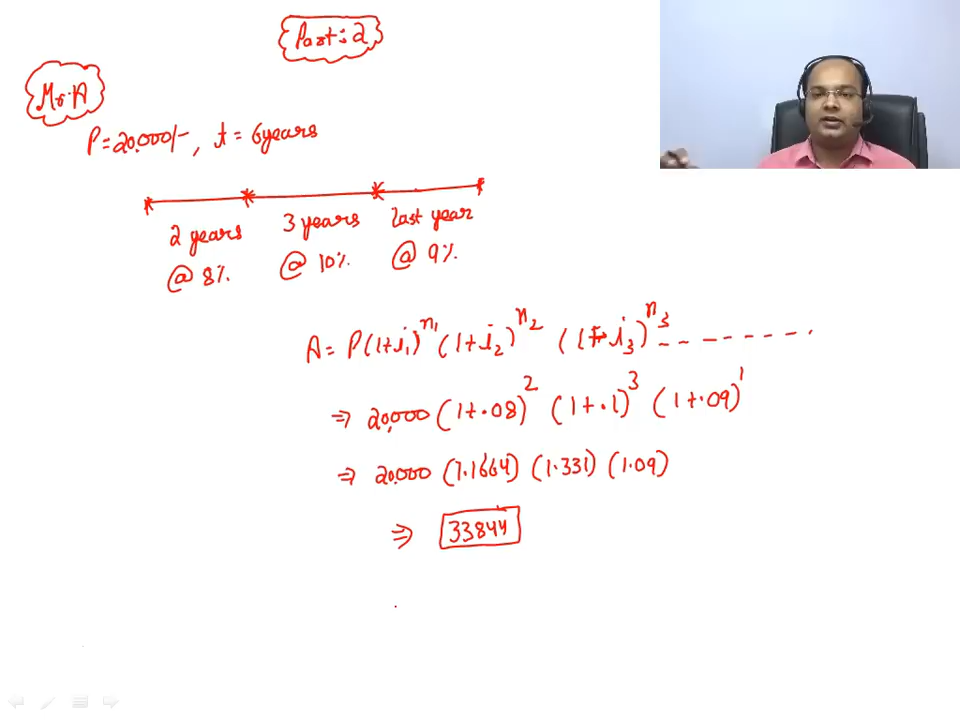 Part:2
Mr.A
P=20,000/-, t = 6years
2 years 3 years last year
@ 8% @ 10% @ 9%
A= P(1+i₁)^n₁ (1+i₂)^n₂ (1+i₃)^n₃ --------
⇒ 20,000 (1+.08)² (1+.1)³ (1+.09)¹
⇒ 20,000 (1.1664) (1.331) (1.09)
⇒ 33844